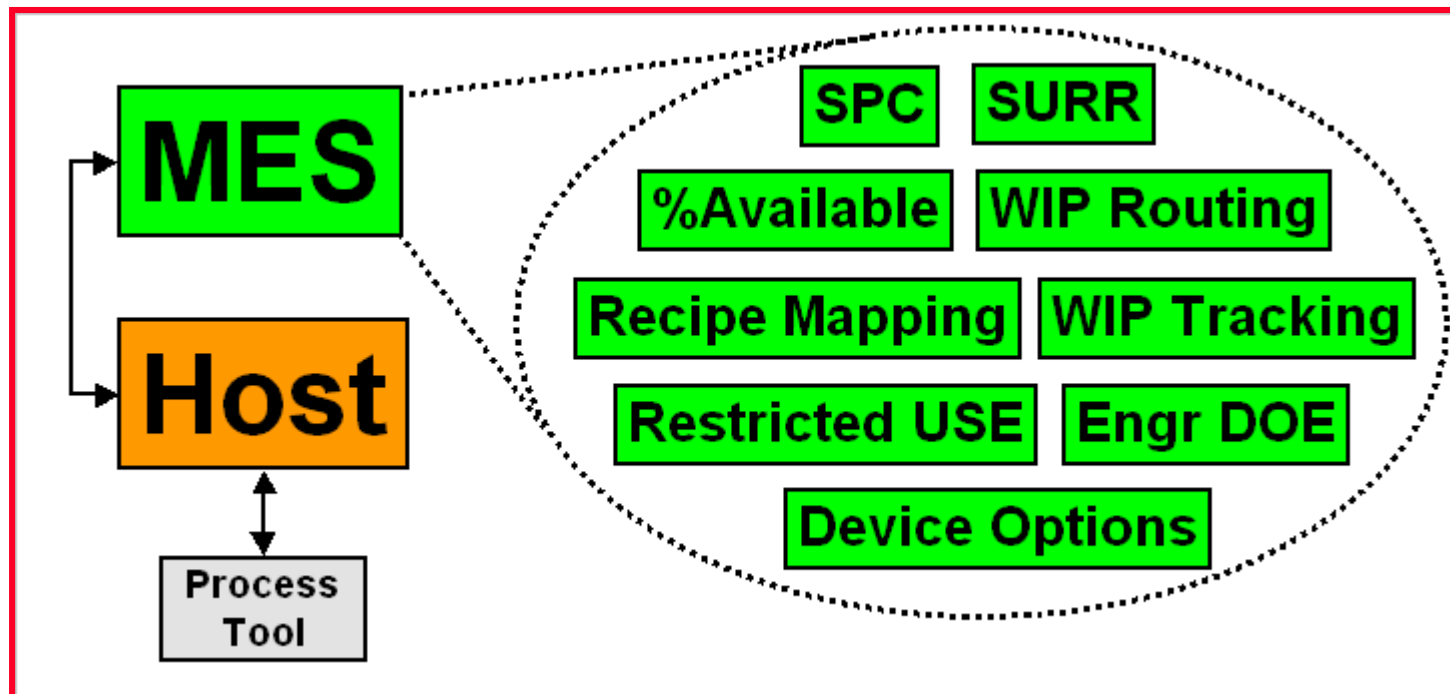 MES
Host
Process
Tool
SPC
SURR
%Available
WIP Routing
Recipe Mapping
WIP Tracking
Restricted USE
Engr DOE
Device Options